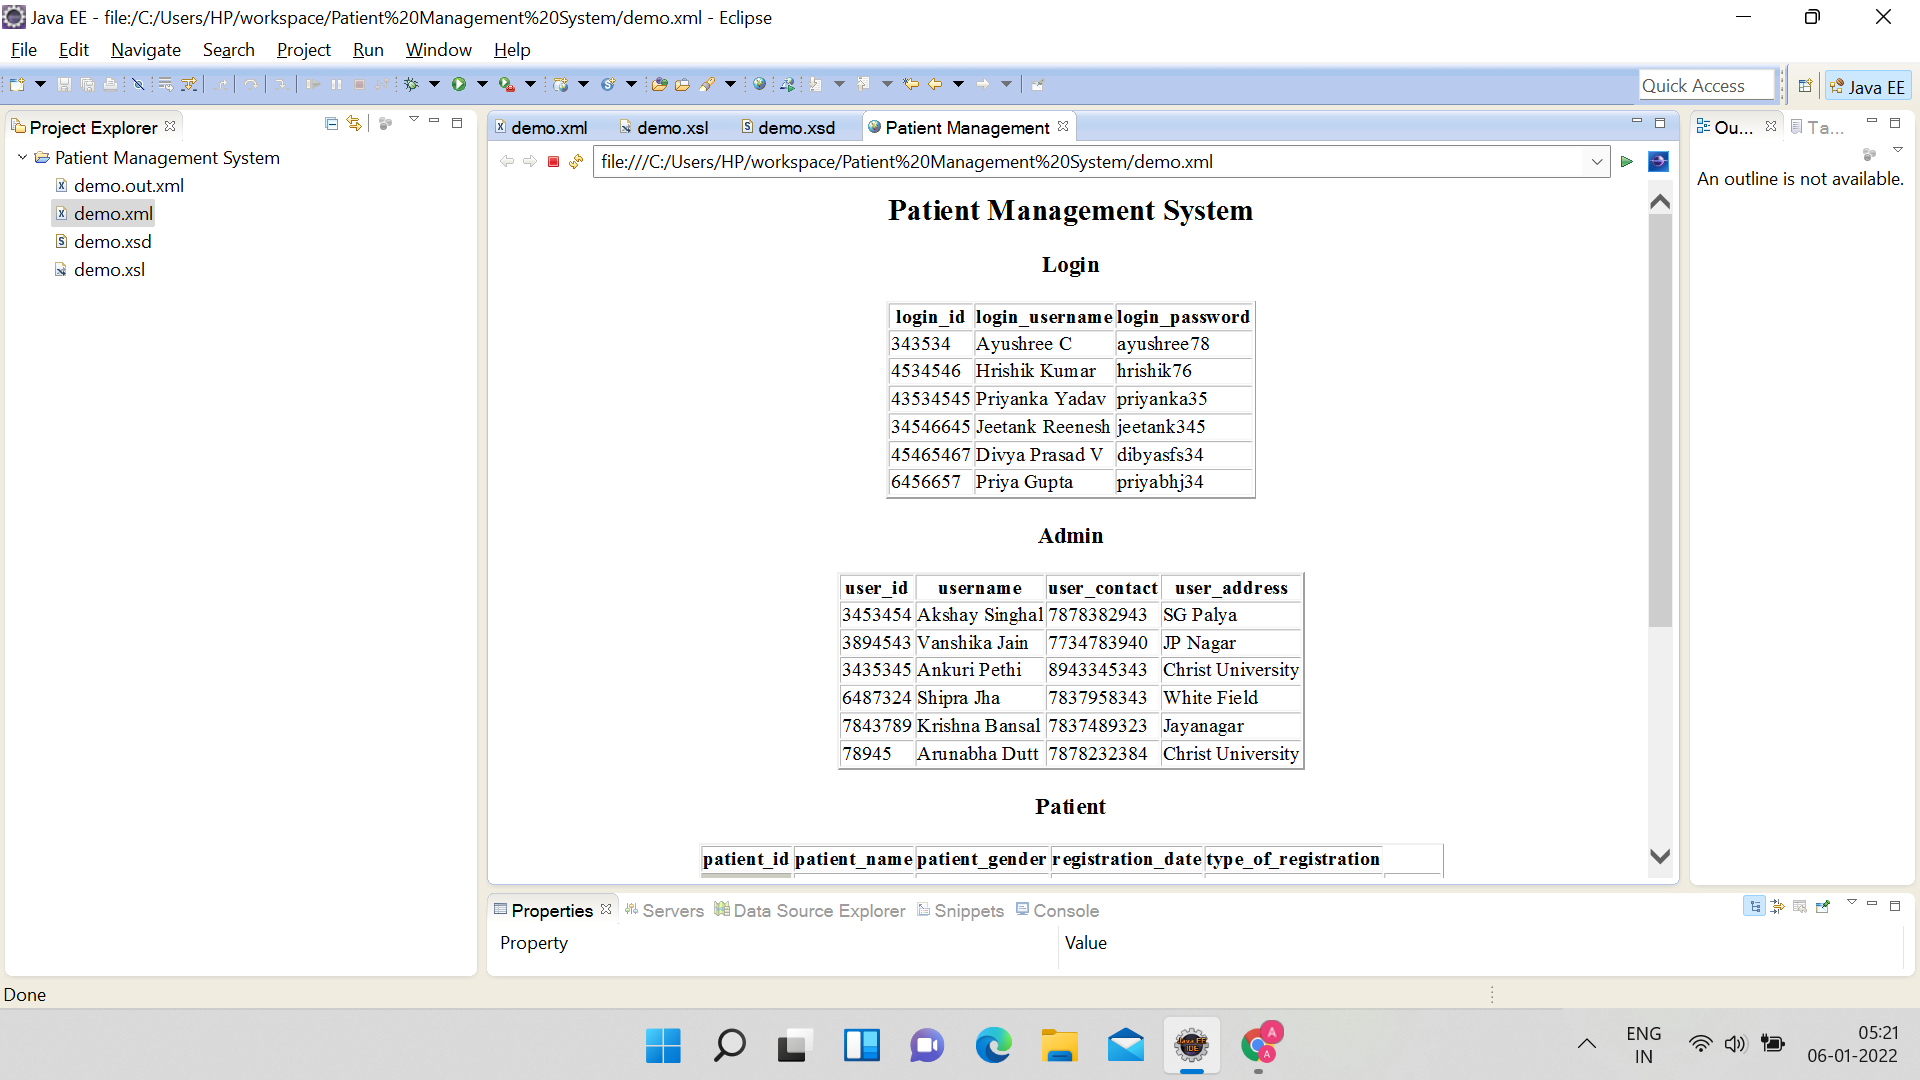 Java EE - file:/C:/Users/HP/workspace/Patient%20Management%20System/demo.xml - Eclipse
File Edit Navigate Search Project Run Window Help
Quick Access
Java EE
Project Explorer
Patient Management System
demo.out.xml
demo.xml
demo.xsd
demo.xsl
demo.xml demo.xsl demo.xsd Patient Management
file:///C:/Users/HP/workspace/Patient%20Management%20System/demo.xml
Patient Management System
Login
login_id login_username login_password
343534 Ayushree C ayushree78
4534546 Hrishik Kumar hrishik76
43534545 Priyanka Yadav priyanka35
34546645 Jeetank Reenesh jeetank345
45465467 Divya Prasad V dibyasfs34
6456657 Priya Gupta priyabhj34
Admin
user_id username user_contact user_address
3453454 Akshay Singhal 7878382943 SG Palya
3894543 Vanshika Jain 7734783940 JP Nagar
3435345 Ankuri Pethi 8943345343 Christ University
6487324 Shipra Jha 7837958343 White Field
7843789 Krishna Bansal 7837489323 Jayanagar
78945 Arunabha Dutt 7878232384 Christ University
Patient
patient_id patient_name patient_gender registration_date type_of_registration
Ou... Ta...
An outline is not available.
Properties Servers Data Source Explorer Snippets Console
Property Value
Done
Java EE
IDE
A
A
ENG
IN
05:21
06-01-2022